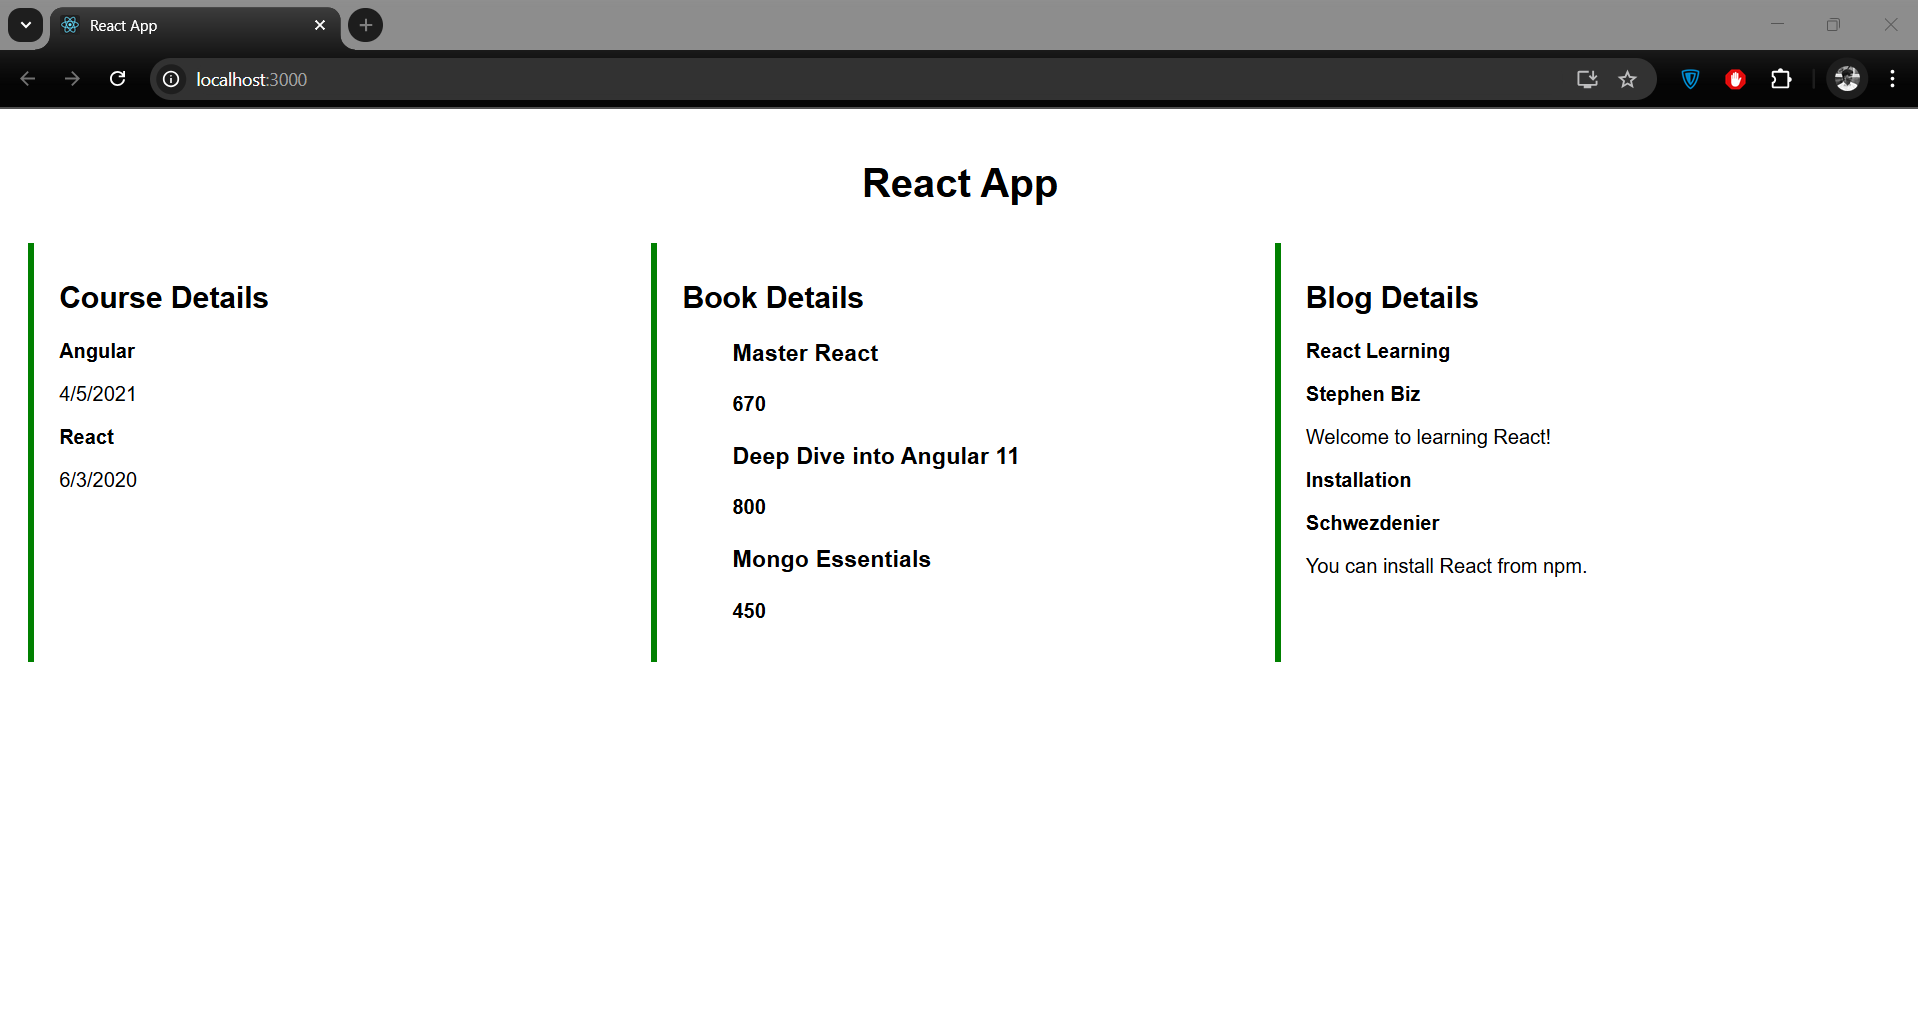 React App
localhost:3000
React App
Course Details
Angular
4/5/2021
React
6/3/2020
Book Details
Master React
670
Deep Dive into Angular 11
800
Mongo Essentials
450
Blog Details
React Learning
Stephen Biz
Welcome to learning React!
Installation
Schwezdenier
You can install React from npm.